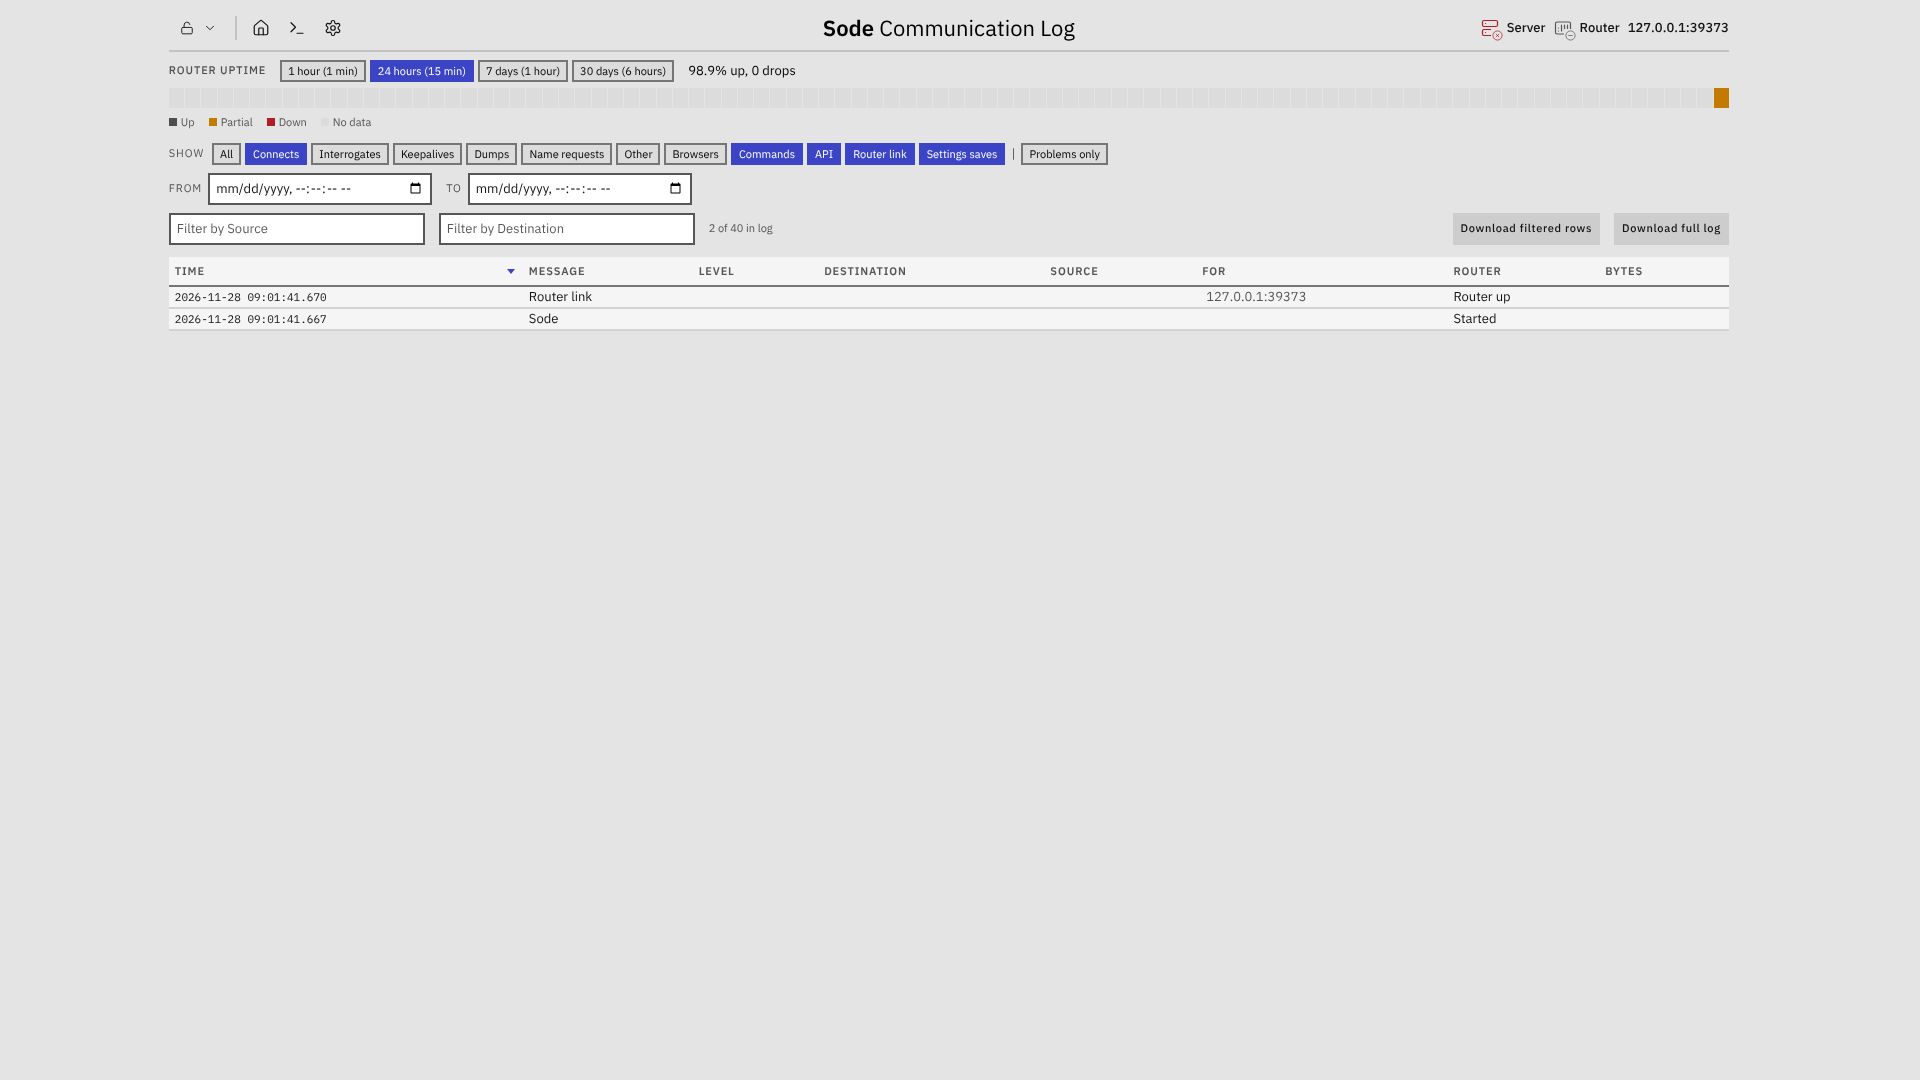 Sode Communication Log
Server Router 127.0.0.1:39373
ROUTER UPTIME 1 hour (1 min) 24 hours (15 min) 7 days (1 hour) 30 days (6 hours) 98.9% up, 0 drops
Up Partial Down No data
SHOW All Connects Interrogates Keepalives Dumps Name requests Other Browsers Commands API Router link Settings saves | Problems only
FROM mm/dd/yyyy, --:--:-- -- TO mm/dd/yyyy, --:--:-- --
Filter by Source Filter by Destination 2 of 40 in log Download filtered rows Download full log
TIME MESSAGE LEVEL DESTINATION SOURCE FOR ROUTER BYTES
2026-11-28 09:01:41.670 Router link 127.0.0.1:39373 Router up
2026-11-28 09:01:41.667 Sode Started